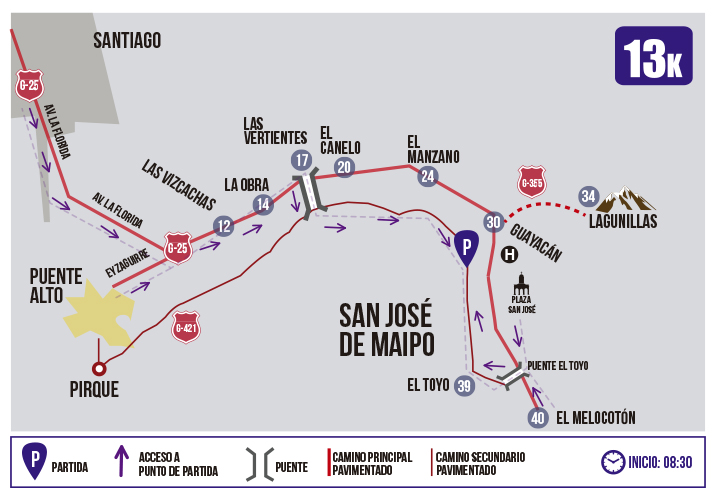 SANTIAGO
13K
G-25
AV. LA FLORIDA
LAS
VERTIENTES
EL
CANELO
EL
MANZANO
17
20
24
LAS VIZCACHAS
LA OBRA
14
12
G-355
34
LAGUNILLAS
AV. LA FLORIDA
30
GUAYACÁN
G-25
EYZAGUIRRE
P
H
PUENTE
ALTO
PLAZA
SAN JOSÉ
G-421
SAN JOSÉ
DE MAIPO
PUENTE EL TOYO
PIRQUE
EL TOYO
39
40
EL MELOCOTÓN
P
PARTIDA
ACCESO A
PUNTO DE PARTIDA
PUENTE
CAMINO PRINCIPAL
PAVIMENTADO
CAMINO SECUNDARIO
PAVIMENTADO
INICIO: 08:30